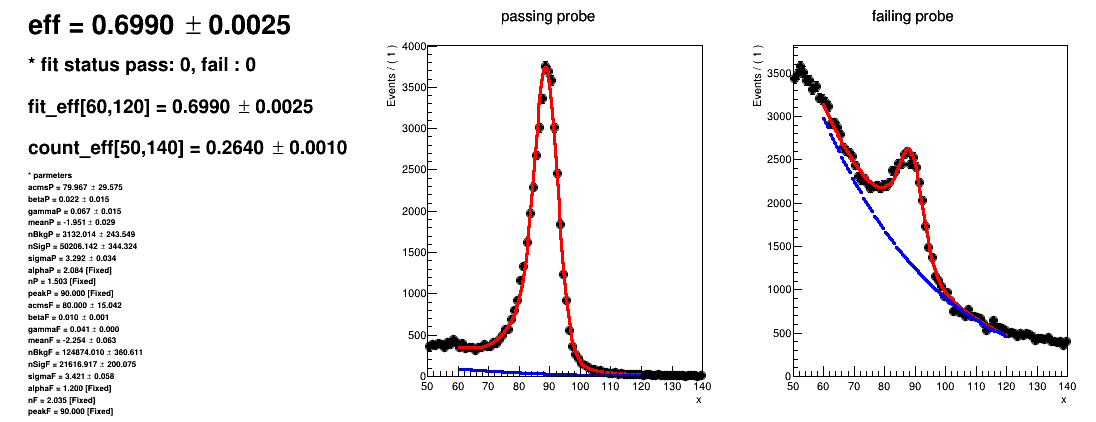 eff = 0.6990 ± 0.0025
* fit status pass: 0, fail : 0
fit_eff[60,120] = 0.6990 ± 0.0025
count_eff[50,140] = 0.2640 ± 0.0010
* parmeters
acmsP = 79.967 ± 29.575
betaP = 0.022 ± 0.015
gammaP = 0.067 ± 0.015
meanP = -1.951 ± 0.029
nBkgP = 3132.014 ± 243.549
nSigP = 50206.142 ± 344.324
sigmaP = 3.292 ± 0.034
alphaP = 2.084 [Fixed]
nP = 1.503 [Fixed]
peakP = 90.000 [Fixed]
acmsF = 80.000 ± 15.042
betaF = 0.010 ± 0.001
gammaF = 0.041 ± 0.000
meanF = -2.254 ± 0.063
nBkgF = 124874.010 ± 360.611
nSigF = 21616.917 ± 200.075
sigmaF = 3.421 ± 0.058
alphaF = 1.200 [Fixed]
nF = 2.035 [Fixed]
peakF = 90.000 [Fixed]
passing probe
Events / ( 1 )
4000
3500
3000
2500
2000
1500
1000
500
0
50 60 70 80 90 100 110 120 130 140
x
failing probe
Events / ( 1 )
3500
3000
2500
2000
1500
1000
500
0
50 60 70 80 90 100 110 120 130 140
x